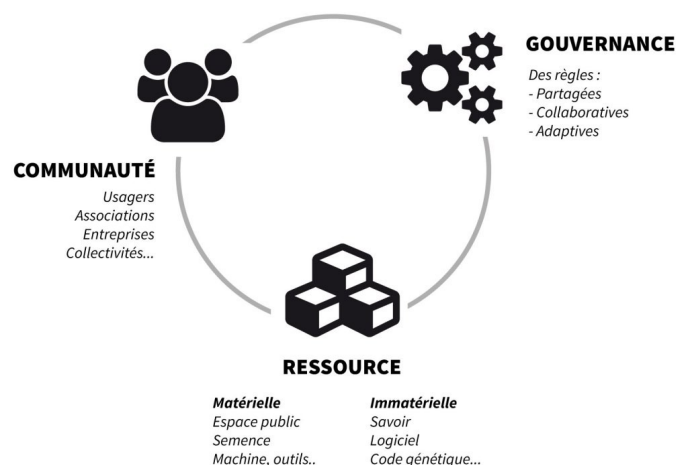 GOUVERNANCE
Des règles :
- Partagées
- Collaboratives
- Adaptives
COMMUNAUTÉ
Usagers
Associations
Entreprises
Collectivités...
RESSOURCE
Matérielle
Espace public
Semence
Machine, outils..
Immatérielle
Savoir
Logiciel
Code génétique...